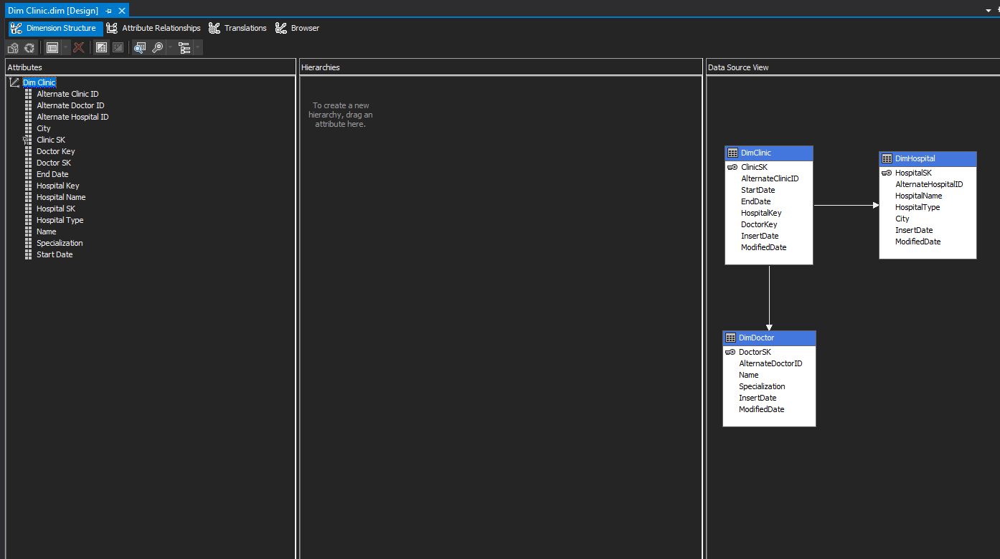 Dim Clinic.dim [Design]
Dimension Structure
Attribute Relationships
Translations
Browser
Attributes
Dim Clinic
Alternate Clinic ID
Alternate Doctor ID
Alternate Hospital ID
City
Clinic SK
Doctor Key
Doctor SK
End Date
Hospital Key
Hospital Name
Hospital SK
Hospital Type
Name
Specialization
Start Date
Hierarchies
To create a new
hierarchy, drag an
attribute here.
Data Source View
DimClinic
ClinicSK
AlternateClinicID
StartDate
EndDate
HospitalKey
DoctorKey
InsertDate
ModifiedDate
DimHospital
HospitalSK
AlternateHospitalID
HospitalName
HospitalType
City
InsertDate
ModifiedDate
DimDoctor
DoctorSK
AlternateDoctorID
Name
Specialization
InsertDate
ModifiedDate